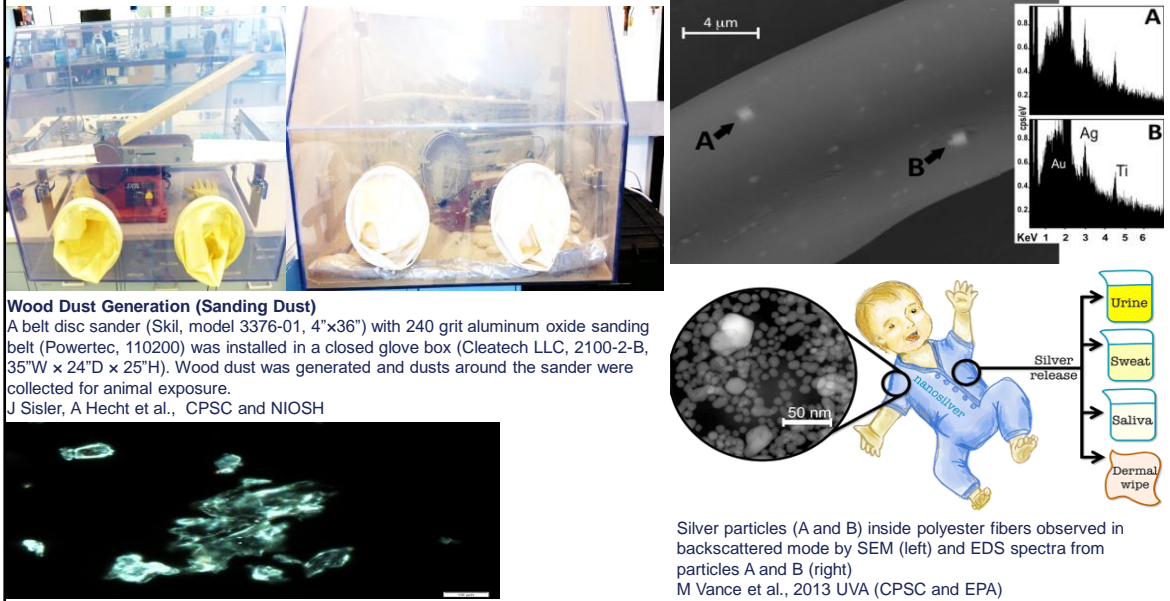 Wood Dust Generation (Sanding Dust)
A belt disc sander (Skil, model 3376-01, 4”×36”) with 240 grit aluminum oxide sanding
belt (Powertec, 110200) was installed in a closed glove box (Cleatech LLC, 2100-2-B,
35”W × 24”D × 25”H). Wood dust was generated and dusts around the sander were
collected for animal exposure.
J Sisler, A Hecht et al., CPSC and NIOSH
4 μm
A
B
A
0.8
0.6
0.4
0.2
cps/eV
B
0.8
0.6
0.4
0.2
Au
Ag
Ti
KeV 1 2 3 4 5 6
50 nm
nanosilver
Silver
release
Urine
Sweat
Saliva
Dermal
wipe
Silver particles (A and B) inside polyester fibers observed in
backscattered mode by SEM (left) and EDS spectra from
particles A and B (right)
M Vance et al., 2013 UVA (CPSC and EPA)